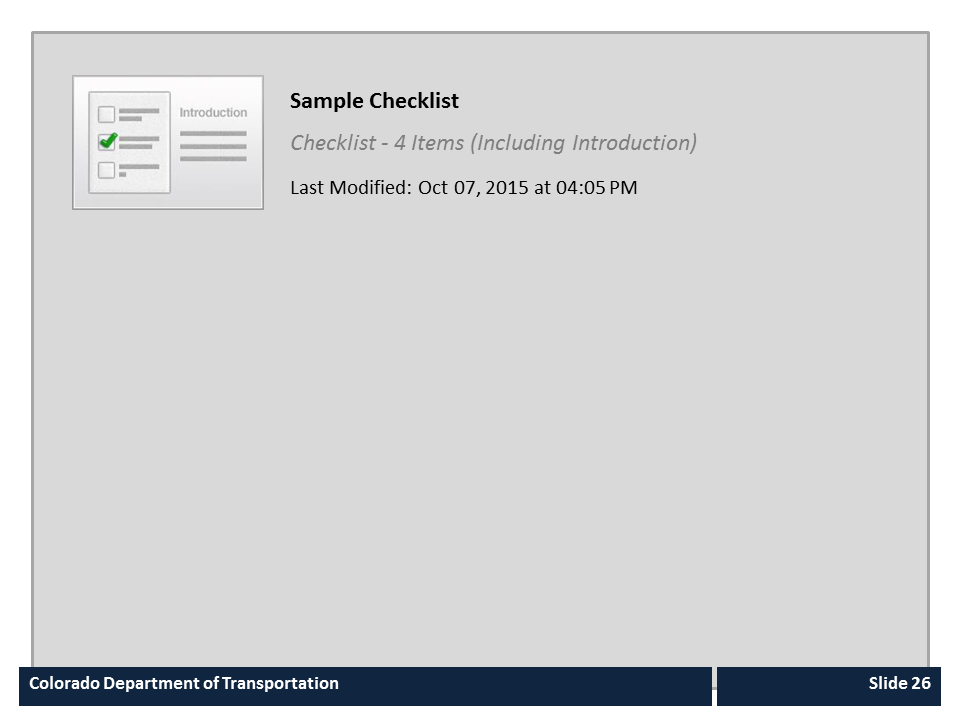 Introduction
Sample Checklist
Checklist - 4 Items (Including Introduction)
Last Modified: Oct 07, 2015 at 04:05 PM
Colorado Department of Transportation
Slide 26